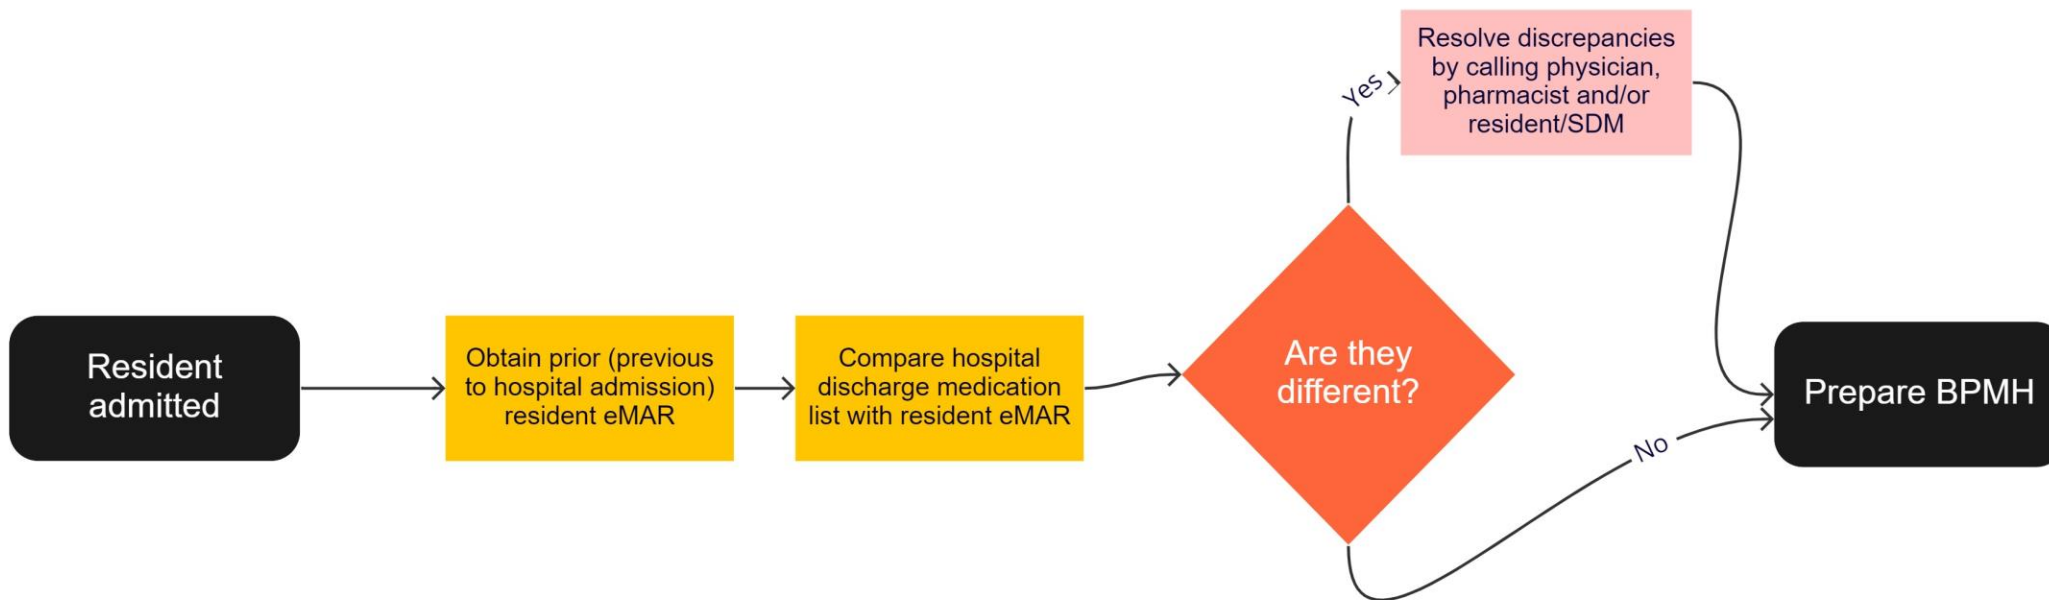 Resident
admitted
Obtain prior (previous
to hospital admission)
resident eMAR
Compare hospital
discharge medication
list with resident eMAR
Are they
different?
Yes
Resolve discrepancies
by calling physician,
pharmacist and/or
resident/SDM
No
Prepare BPMH